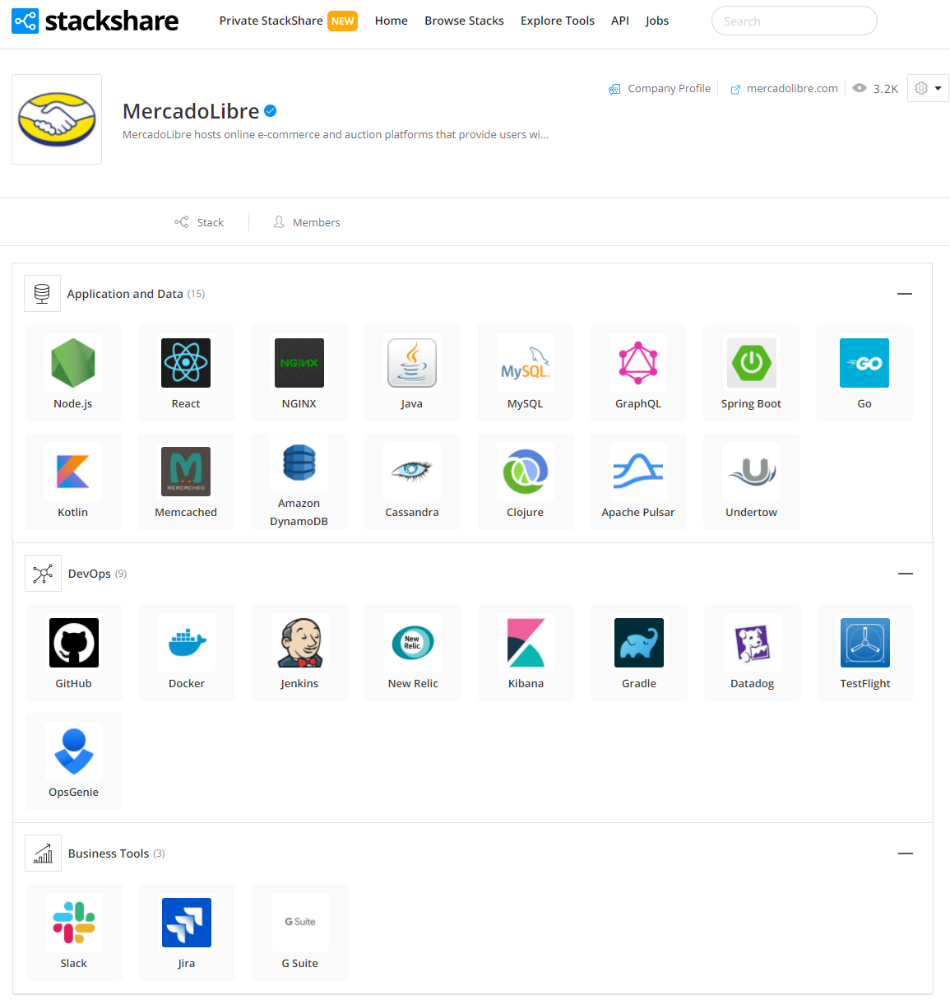 stackshare
Private StackShare NEW Home Browse Stacks Explore Tools API Jobs Search
Company Profile mercadolibre.com 3.2K
MercadoLibre
MercadoLibre hosts online e-commerce and auction platforms that provide users wi...
Stack Members
Application and Data (15)
NGINX MySQL GO
Node.js React NGINX Java MySQL GraphQL Spring Boot Go
MEMCACHED
Kotlin Memcached Amazon DynamoDB Cassandra Clojure Apache Pulsar Undertow
DevOps (9)
New Relic.
GitHub Docker Jenkins New Relic Kibana Gradle Datadog TestFlight
OpsGenie
Business Tools (3)
G Suite
Slack Jira G Suite